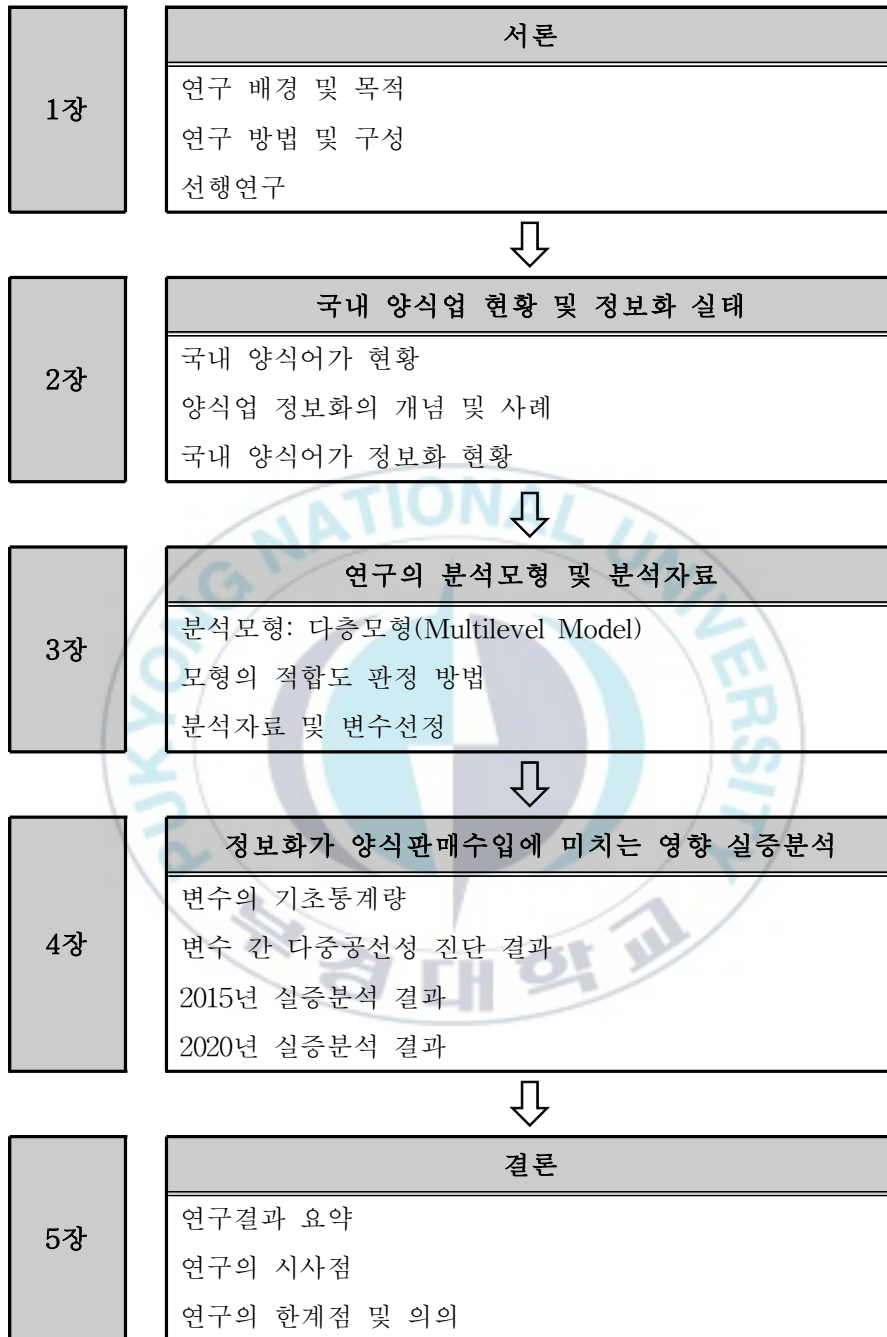 1장
서론
연구 배경 및 목적
연구 방법 및 구성
선행연구
2장
국내 양식업 현황 및 정보화 실태
국내 양식어가 현황
양식업 정보화의 개념 및 사례
국내 양식어가 정보화 현황
3장
연구의 분석모형 및 분석자료
분석모형: 다층모형(Multilevel Model)
모형의 적합도 판정 방법
분석자료 및 변수선정
4장
정보화가 양식판매수입에 미치는 영향 실증분석
변수의 기초통계량
변수 간 다중공선성 진단 결과
2015년 실증분석 결과
2020년 실증분석 결과
5장
결론
연구결과 요약
연구의 시사점
연구의 한계점 및 의의
PUKYONG NATIONAL UNIVERSITY
부경대학교